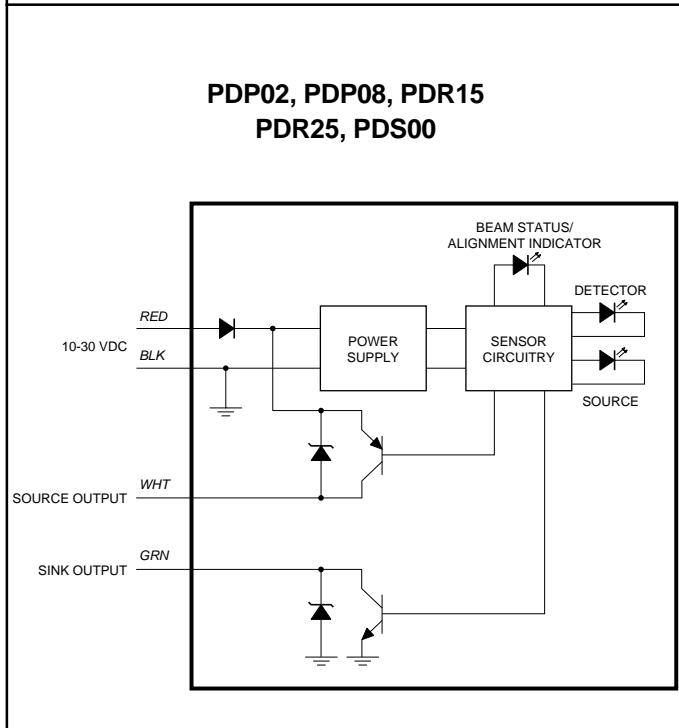 PDP02, PDP08, PDR15
PDR25, PDS00
BEAM STATUS/
ALIGNMENT INDICATOR
DETECTOR
RED
10-30 VDC
BLK
POWER
SUPPLY
SENSOR
CIRCUITRY
SOURCE
WHT
SOURCE OUTPUT
GRN
SINK OUTPUT